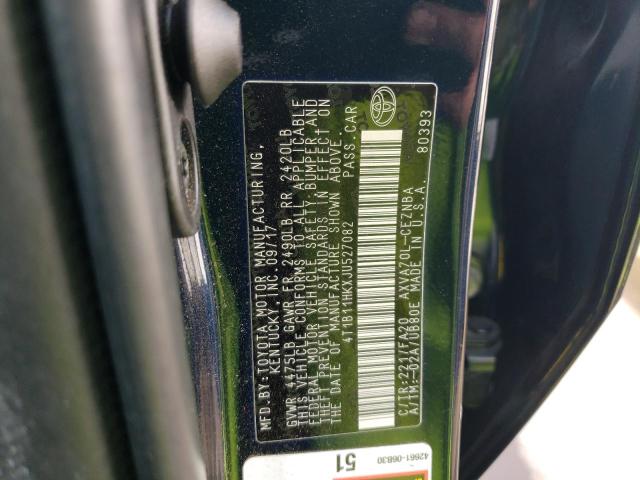 MFD.BY:TOYOTA MOTOR MANUFACTURING,
KENTUCKY,INC.09/17
GVWR 4473LB GAWR FR 2490LB RR 2420LB
THIS VEHICLE CONFORMS TO ALL APPLICABLE
FEDERAL MOTOR VEHICLE SAFETY,BUMPER,AND
THEFT PREVENTION STANDARDS IN EFFECT ON
THE DATE OF MANUFACTURE SHOWN ABOVE.
4T1B11HKXJU527082 PASS.CAR
C/TR:221/FA20 AXVA70L-CEZNBA
A/TM:-02A/UB80E MADE IN U.S.A. 80393
42661-06B30
51